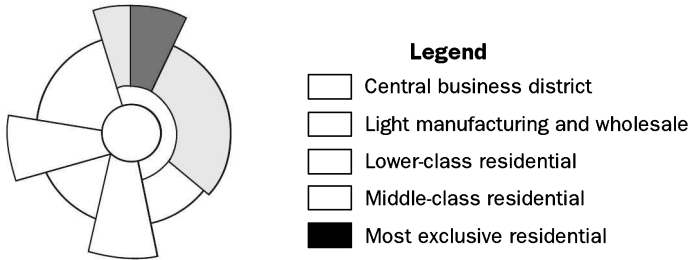 Legend
Central business district
Light manufacturing and wholesale
Lower-class residential
Middle-class residential
Most exclusive residential